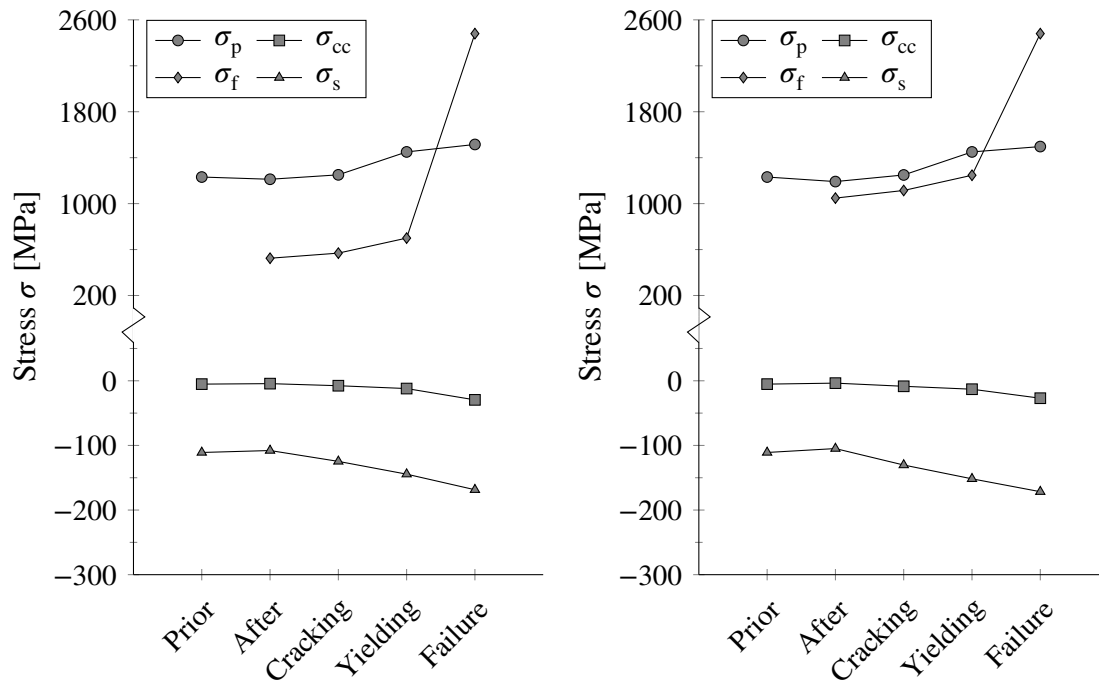 Stress σ [MPa]
2600
1800
1000
200
0
−100
−200
−300
σp σcc
σf σs
Prior
After
Cracking
Yielding
Failure
Stress σ [MPa]
2600
1800
1000
200
0
−100
−200
−300
σp σcc
σf σs
Prior
After
Cracking
Yielding
Failure